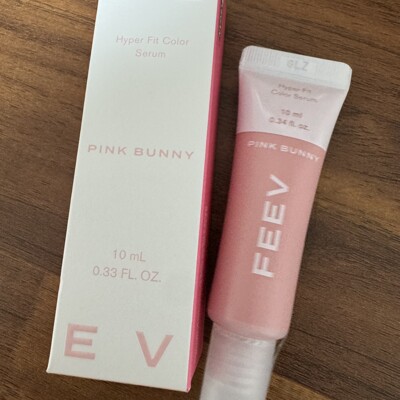 Hyper Fit Color
Serum
PINK BUNNY
10 mL
0.33 FL. OZ.
E V
Hyper Fit
Color Serum
10 ml
0.34 fl. oz.
PINK BUNNY
FEEV